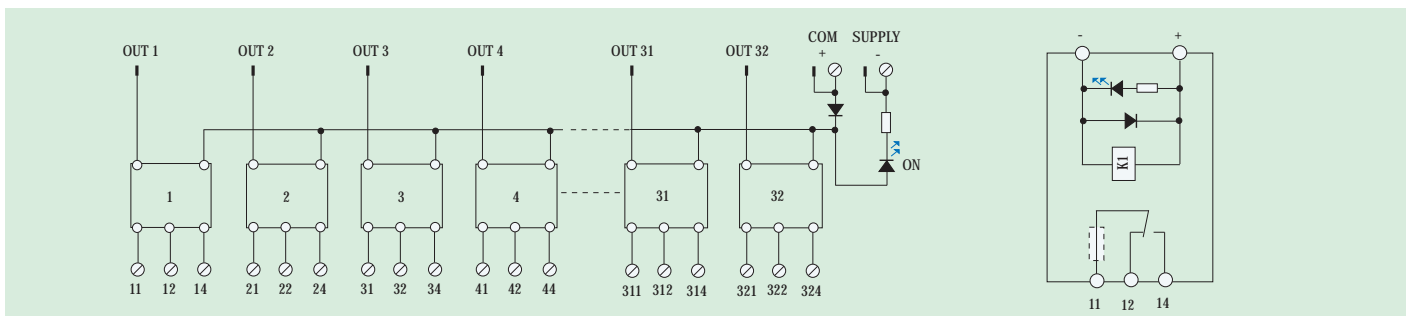 COM SUPPLY
OUT 1 OUT 2 OUT 3 OUT 4 OUT 31 OUT 32 + - - +
ON
K1
1 2 3 4 31 32
11 12 14 21 22 24 31 32 34 41 42 44 311 312 314 321 322 324
11 12 14